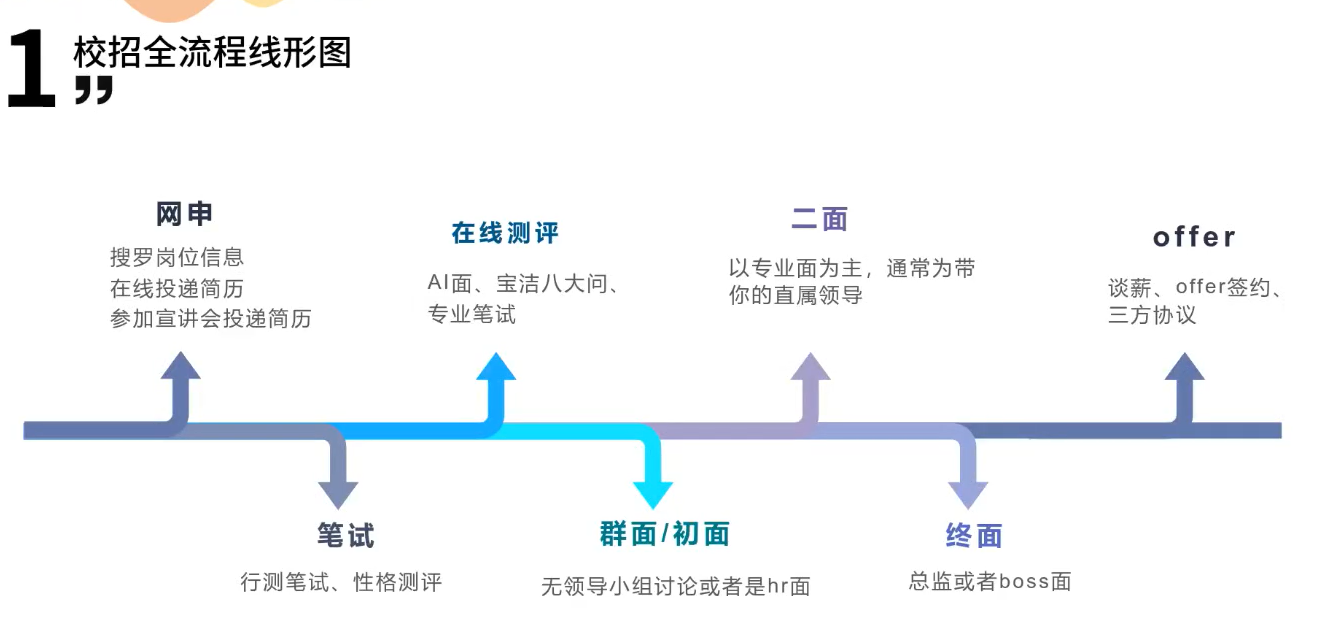 1 校招全流程线形图
”
网申
搜罗岗位信息
在线投递简历
参加宣讲会投递简历
笔试
行测笔试、性格测评
在线测评
AI面、宝洁八大问、
专业笔试
群面/初面
无领导小组讨论或者是hr面
二面
以专业面为主，通常为带
你的直属领导
终面
总监或者boss面
offer
谈薪、offer签约、
三方协议